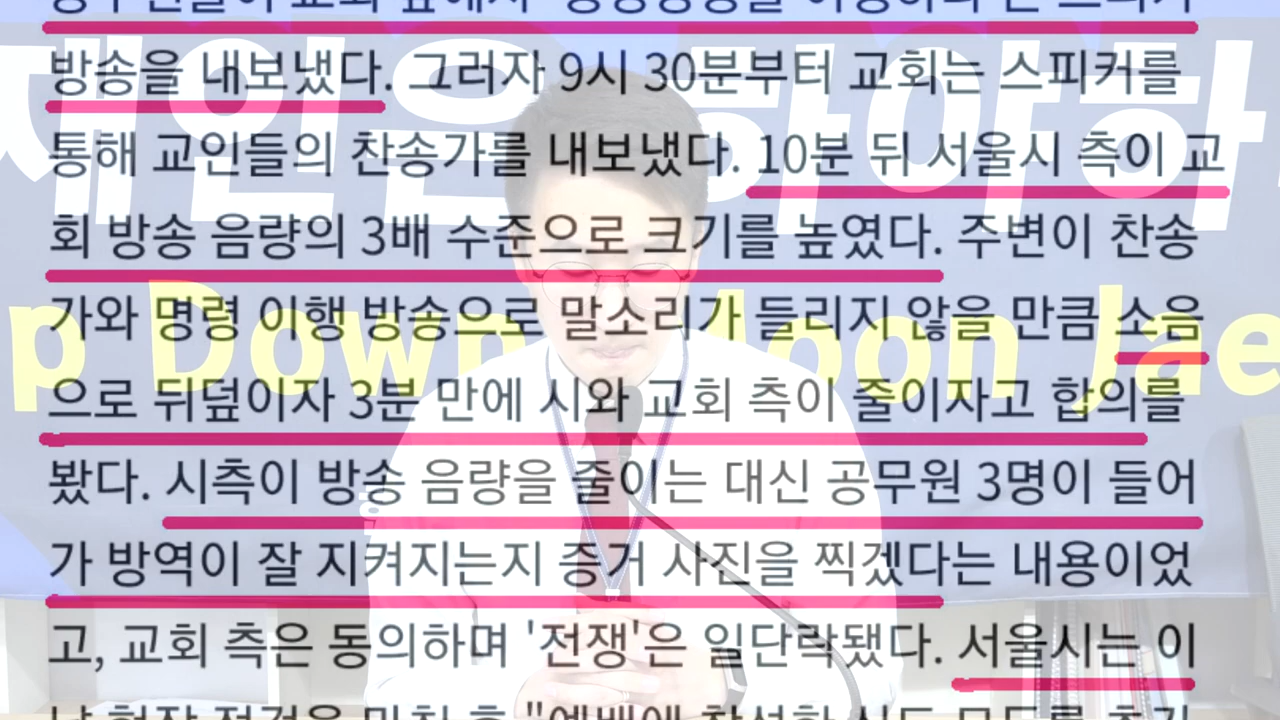 방송을 내보냈다. 그러자 9시 30분부터 교회는 스피커를
통해 교인들의 찬송가를 내보냈다. 10분 뒤 서울시 측이 교
회 방송 음량의 3배 수준으로 크기를 높였다. 주변이 찬송
가와 명령 이행 방송으로 말소리가 들리지 않을 만큼 소음
으로 뒤덮이자 3분 만에 시와 교회 측이 줄이자고 합의를
봤다. 시측이 방송 음량을 줄이는 대신 공무원 3명이 들어
가 방역이 잘 지켜지는지 증거 사진을 찍겠다는 내용이었
고, 교회 측은 동의하며 '전쟁'은 일단락됐다. 서울시는 이
재인은 하야하
p Down Moon Jae